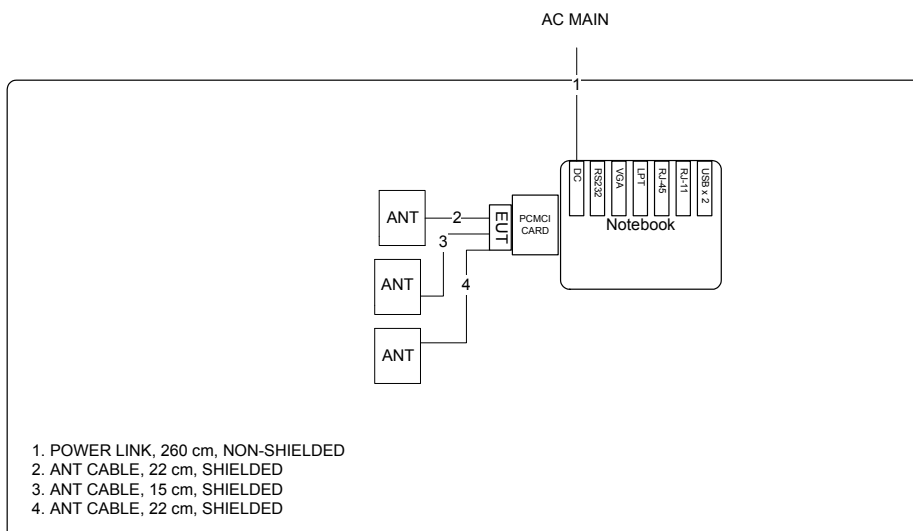 AC MAIN
1
DC
RS232
VGA
LPT
RJ-45
RJ-11
USB x 2
Notebook
PCMCI
CARD
EUT
ANT
2
3
ANT
4
ANT
1. POWER LINK, 260 cm, NON-SHIELDED
2. ANT CABLE, 22 cm, SHIELDED
3. ANT CABLE, 15 cm, SHIELDED
4. ANT CABLE, 22 cm, SHIELDED